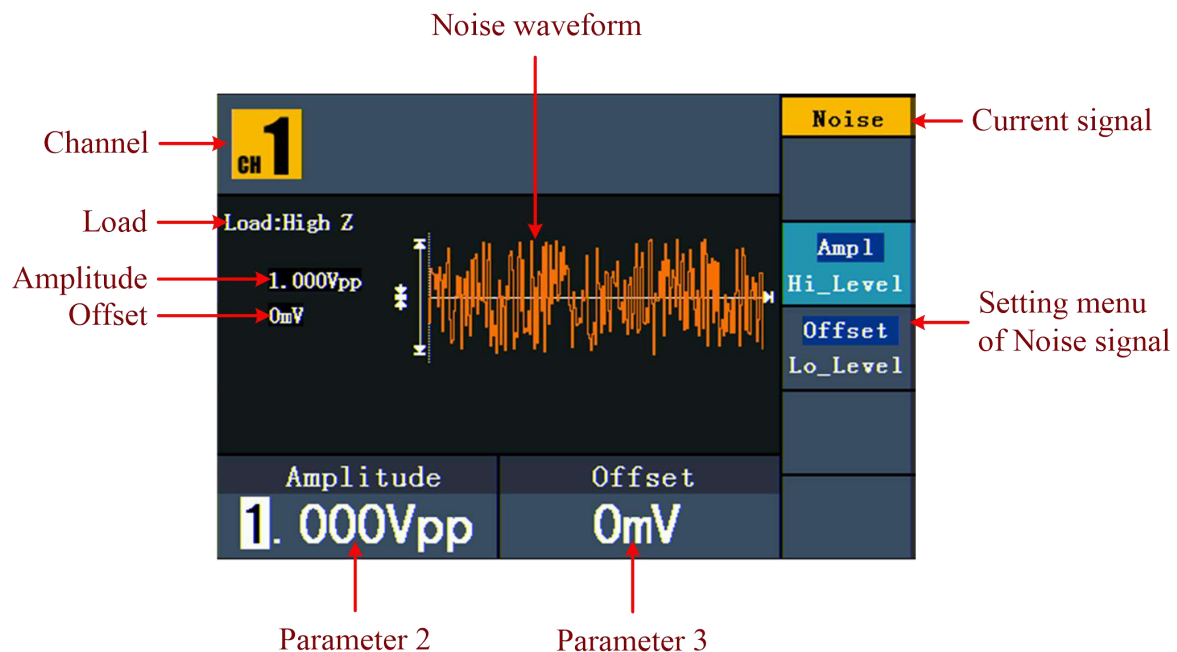 Noise waveform
Channel
CH 1
Noise
Current signal
Load
Load:High Z
Amplitude
1.000Vpp
Offset
0mV
Ampl
Hi_Level
Offset
Lo_Level
Setting menu
of Noise signal
Amplitude
Offset
1.000Vpp
0mV
Parameter 2
Parameter 3